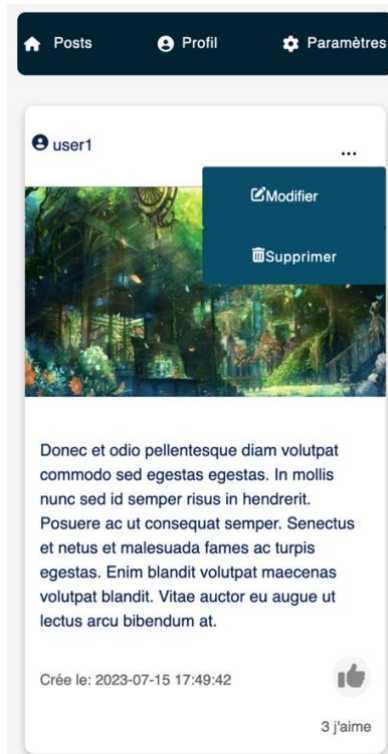 Posts Profil Paramètres
user1
...
Modifier
Supprimer
Donec et odio pellentesque diam volutpat
commodo sed egestas egestas. In mollis
nunc sed id semper risus in hendrerit.
Posuere ac ut consequat semper. Senectus
et netus et malesuada fames ac turpis
egestas. Enim blandit volutpat maecenas
volutpat blandit. Vitae auctor eu augue ut
lectus arcu bibendum at.
Crée le: 2023-07-15 17:49:42
3 j'aime